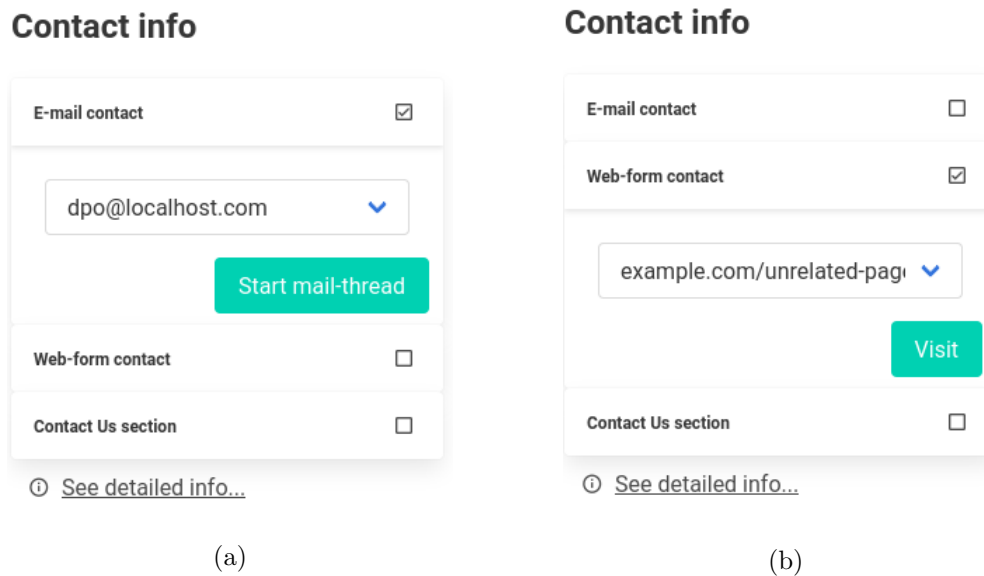 Contact info
E-mail contact
dpo@localhost.com
Start mail-thread
Web-form contact
Contact Us section
See detailed info...
(a)
Contact info
E-mail contact
Web-form contact
example.com/unrelated-pag
Visit
Contact Us section
See detailed info...
(b)